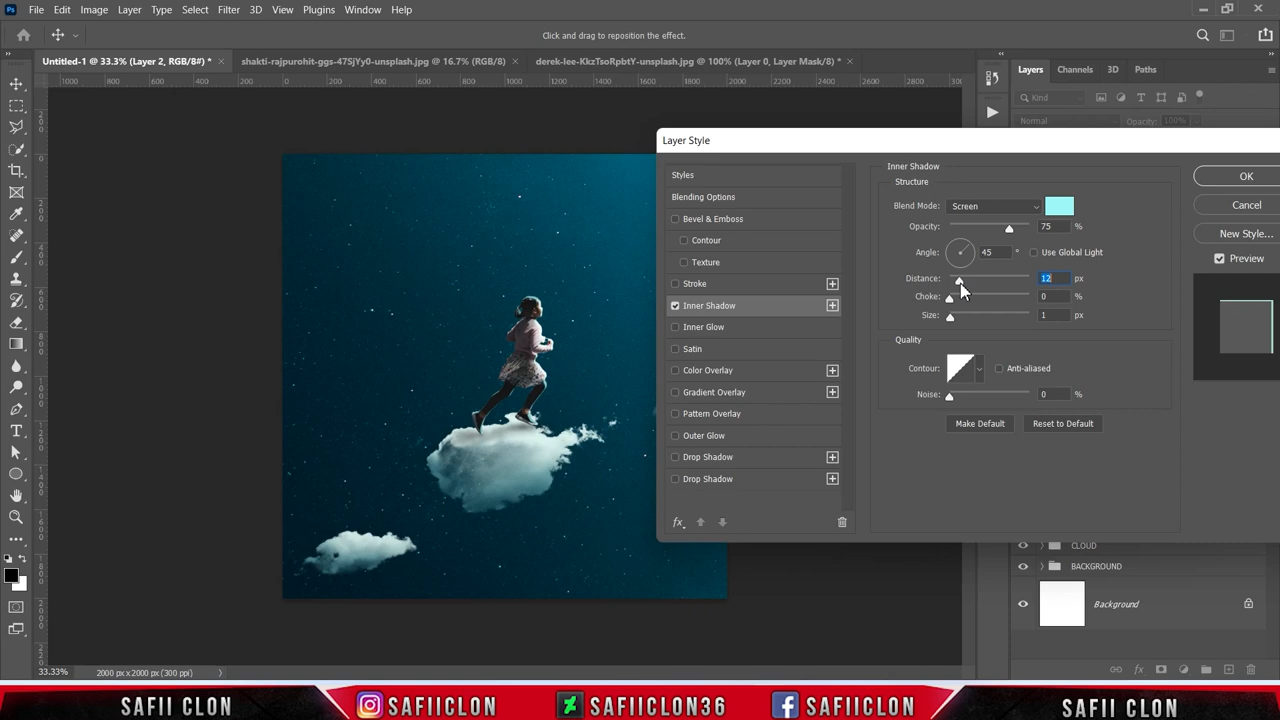 Ps File Edit Image Layer Type Select Filter 3D View Plugins Window Help
Click and drag to reposition the effect.
Untitled-1 @ 33.3% (Layer 2, RGB/8#) * × shakti-rajpurohit-ggs-47SjYy0-unsplash.jpg @ 16.7% (RGB/8) × derek-lee-KlczTsoRpbtY-unsplash.jpg @ 100% (Layer 0, Layer Mask/8) * ×
Layers Channels 3D Paths
Kind
Normal Opacity: 100%
Layer Style
Styles
Blending Options
Bevel & Emboss
Contour
Texture
Stroke
Inner Shadow
Inner Glow
Satin
Color Overlay
Gradient Overlay
Pattern Overlay
Outer Glow
Drop Shadow
Drop Shadow
fx
Inner Shadow
Structure
Blend Mode: Screen
Opacity: 75 %
Angle: 45 ° Use Global Light
Distance: 12 px
Choke: 0 %
Size: 1 px
Quality
Contour: Anti-aliased
Noise: 0 %
Make Default Reset to Default
OK
Cancel
New Style...
Preview
CLOUD
BACKGROUND
Background
33.33% 2000 px x 2000 px (300 ppi)
SAFII CLON SAFIICLON SAFIICLON36 SAFIICLON SAFII CLON